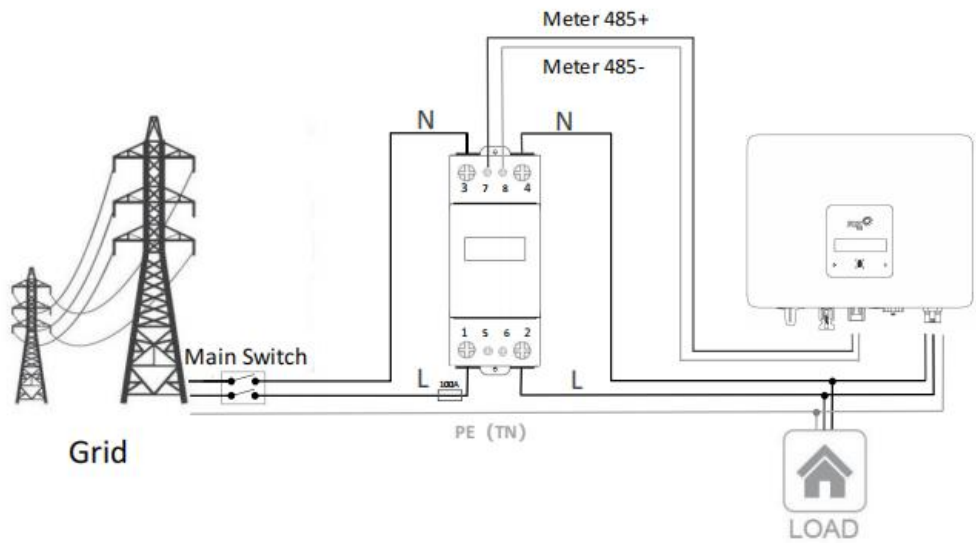 Meter 485+
Meter 485-
N
N
3 7 8 4
1 5 6 2
Main Switch
L
100A
L
PE (TN)
Grid
LOAD